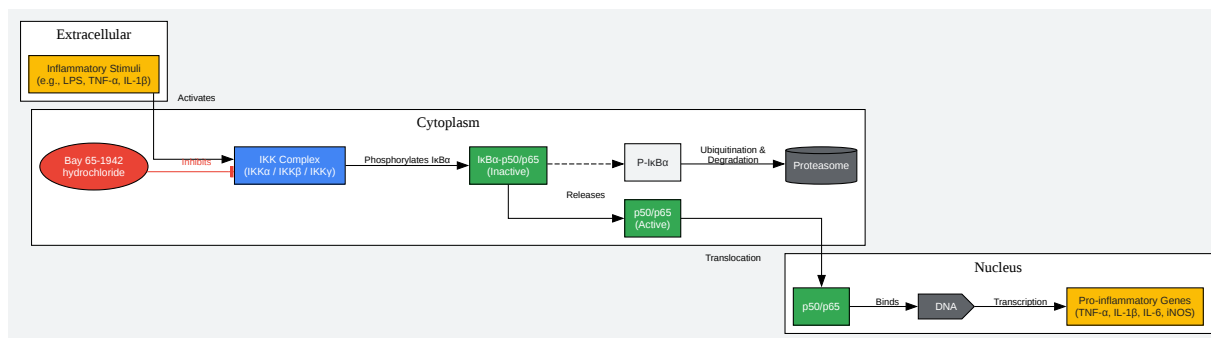 Extracellular
Inflammatory Stimuli
(e.g., LPS, TNF-α, IL-1β)
Activates
Cytoplasm
Bay 65-1942
hydrochloride
Inhibits
IKK Complex
(IKKα / IKKβ / IKKγ)
Phosphorylates IκBα
IκBα-p50/p65
(Inactive)
P-IκBα
Ubiquitination &
Degradation
Proteasome
Releases
p50/p65
(Active)
Translocation
Nucleus
p50/p65
Binds
DNA
Transcription
Pro-inflammatory Genes
(TNF-α, IL-1β, IL-6, iNOS)